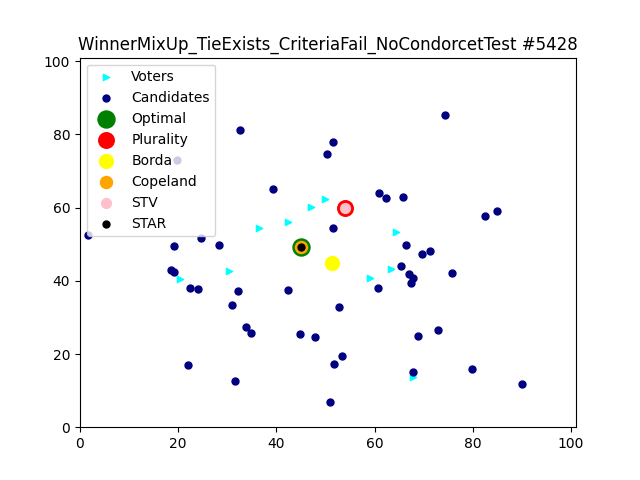 WinnerMixUp_TieExists_CriteriaFail_NoCondorcetTest #5428
100
80
60
40
20
0
Voters
Candidates
Optimal
Plurality
Borda
Copeland
STV
STAR
0 20 40 60 80 100